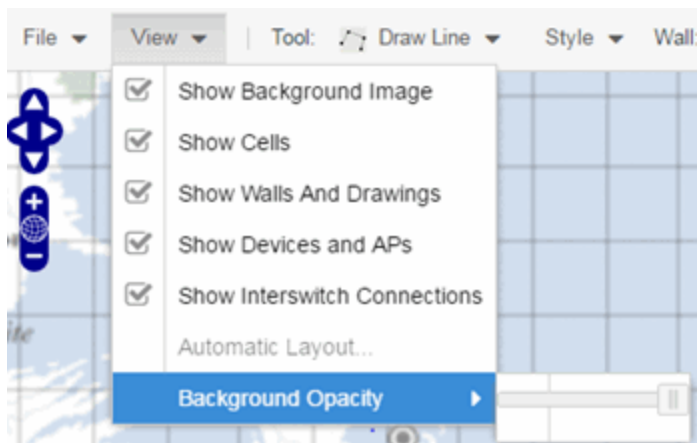 File View Tool: Draw Line Style Wall:
Show Background Image
Show Cells
Show Walls And Drawings
Show Devices and APs
Show Interswitch Connections
Automatic Layout...
Background Opacity